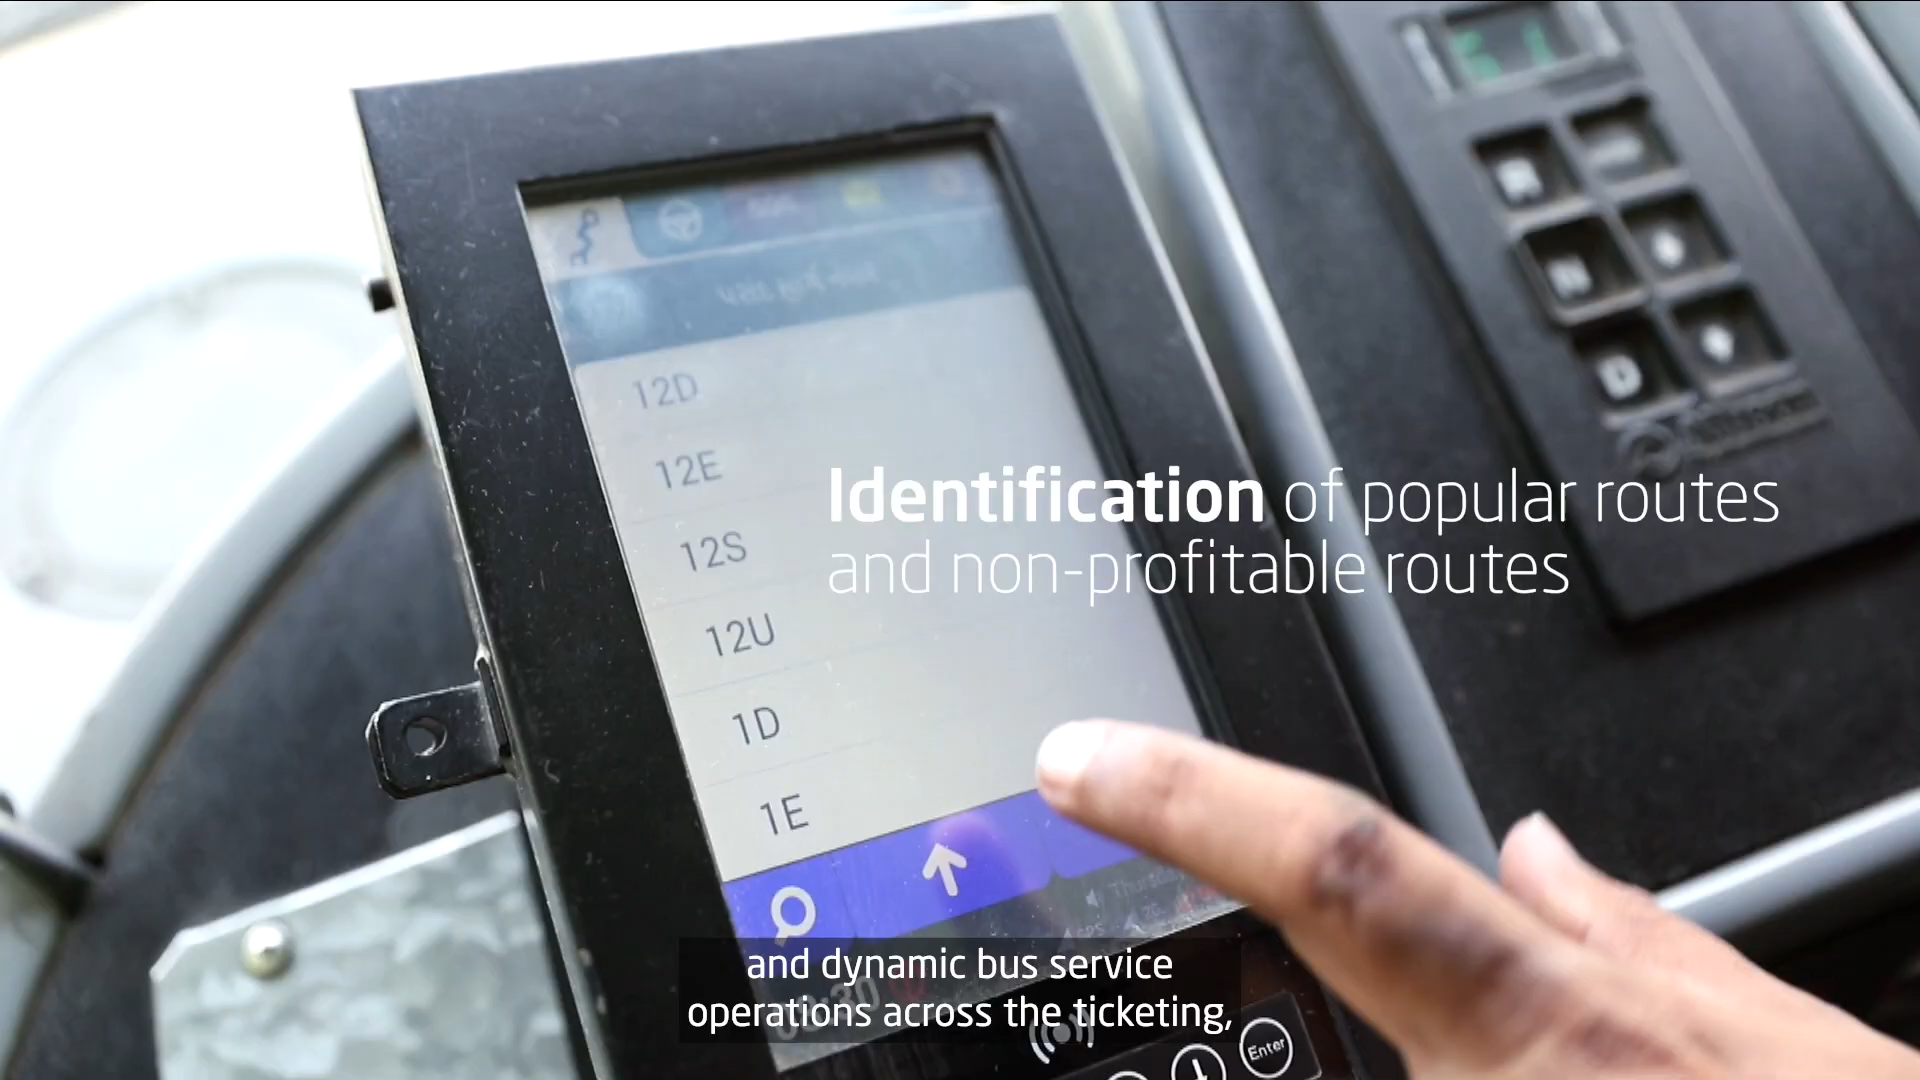 12D
12E
12S
12U
1D
1E
Identification of popular routes
and non-profitable routes
R
N
D
and dynamic bus service
operations across the ticketing,
Enter